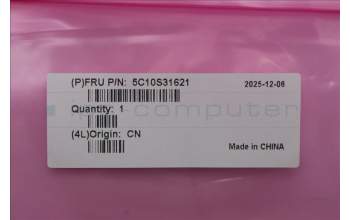 (P)FRU P/N: 5C10S31621
2025-12-06
Quantity: 1
(4L)Origin: CN
Made in CHINA